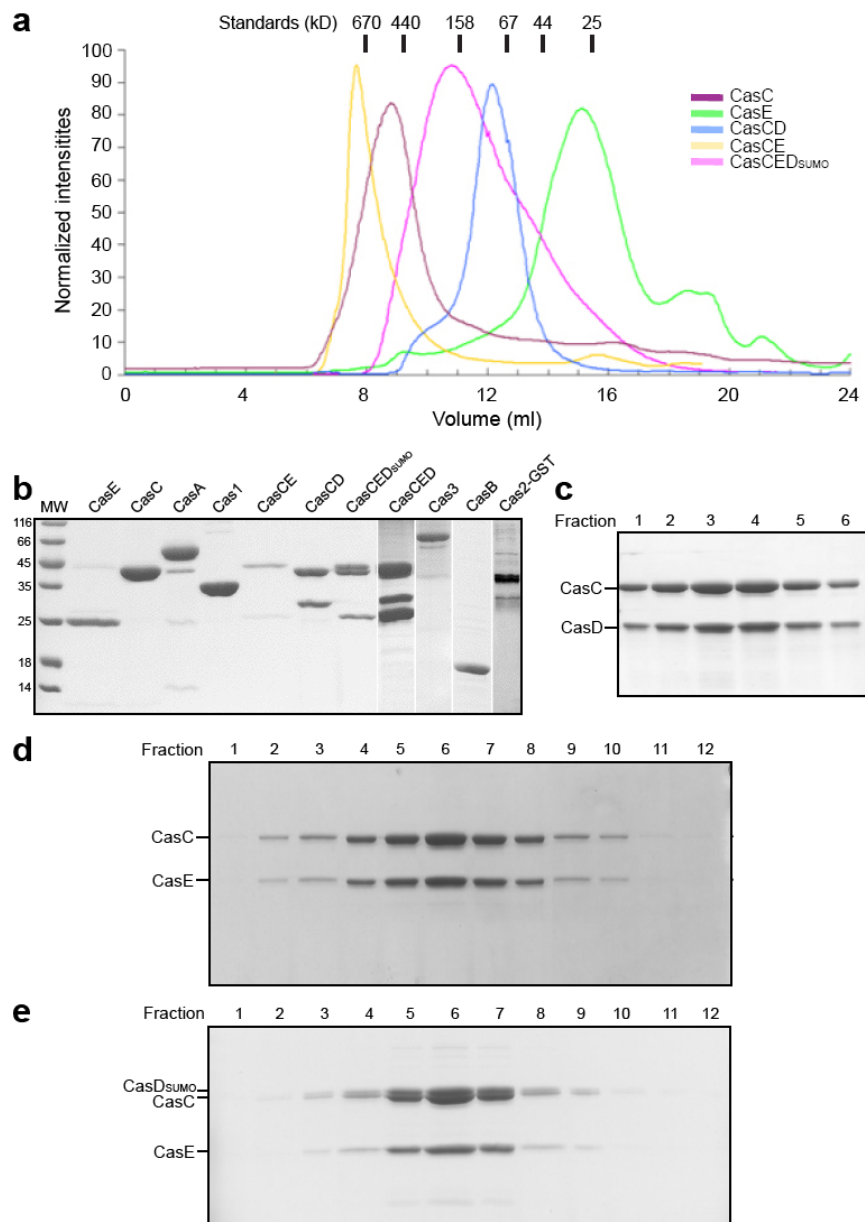 a
Standards (kD) 670 440 158 67 44 25
100
90
80
70
60
50
40
30
20
10
0
Normalized intensitites
CasC
CasE
CasCD
CasCE
CasCEDSUMO
0 4 8 12 16 20 24
Volume (ml)
b
MW CasE CasC CasA Cas1 CasCE CasCD CasCEDSUMO CasCED Cas3 CasB Cas2-GST
116
66
45
35
25
18
14
c
Fraction 1 2 3 4 5 6
CasC
CasD
d
Fraction 1 2 3 4 5 6 7 8 9 10 11 12
CasC
CasE
e
Fraction 1 2 3 4 5 6 7 8 9 10 11 12
CasDSUMO
CasC
CasE